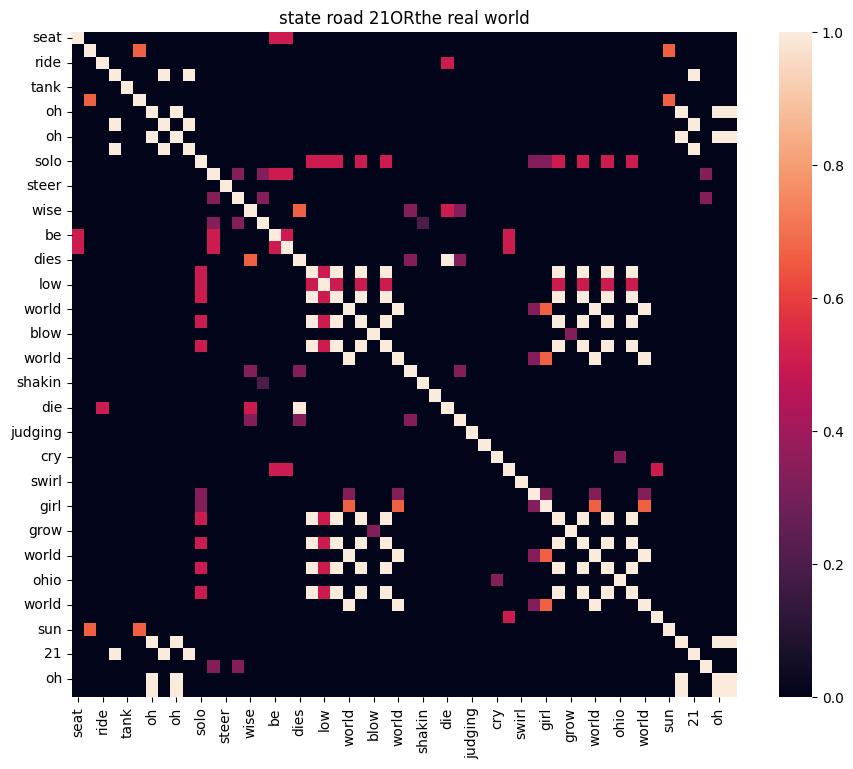 state road 21ORthe real world
seat
ride
tank
oh
oh
solo
steer
wise
be
dies
low
world
blow
world
shakin
die
judging
cry
swirl
girl
grow
world
ohio
world
sun
21
oh
seat
ride
tank
oh
oh
solo
steer
wise
be
dies
low
world
blow
world
shakin
die
judging
cry
swirl
girl
grow
world
ohio
world
sun
21
oh
1.0
0.8
0.6
0.4
0.2
0.0